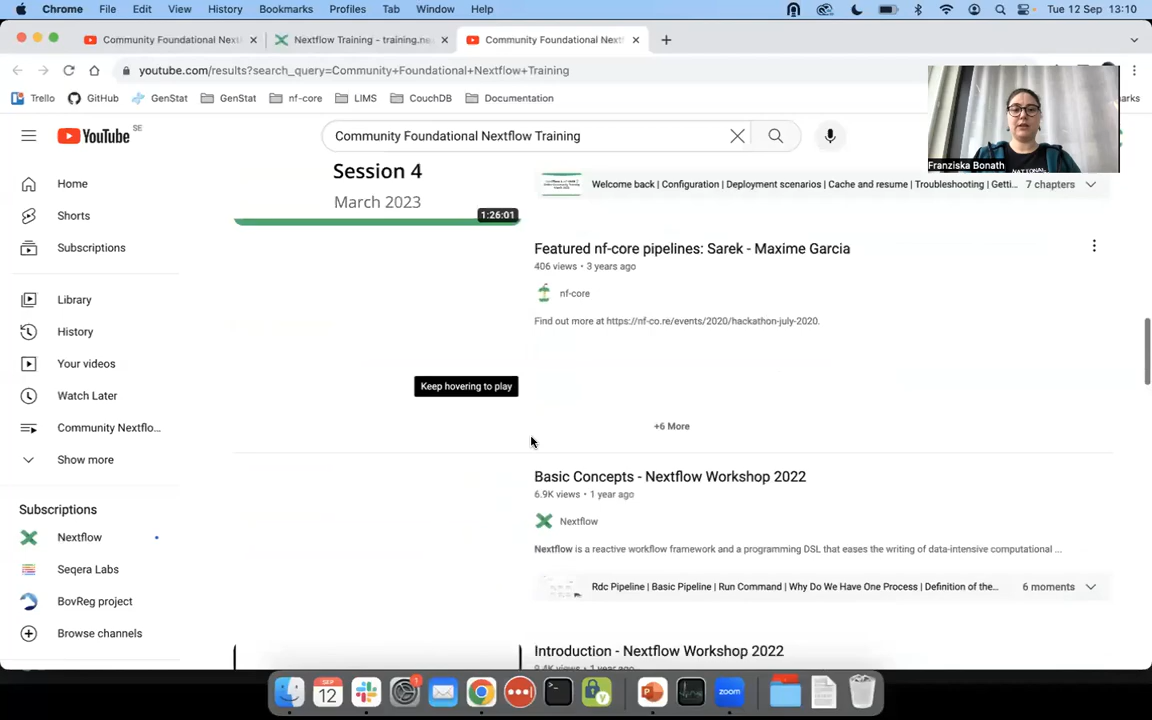 Chrome File Edit View History Bookmarks Profiles Tab Window Help Tue 12 Sep 13:10
Community Foundational Next
Nextflow Training - training.ne
Community Foundational Next
youtube.com/results?search_query=Community+Foundational+Nextflow+Training
Trello GitHub GenStat GenStat nf-core LIMS CouchDB Documentation
YouTube SE
Community Foundational Nextflow Training
Franziska Bonath
Session 4
March 2023
1:26:01
Welcome back | Configuration | Deployment scenarios | Cache and resume | Troubleshooting | Getti...
7 chapters
Home
Shorts
Subscriptions
Library
History
Your videos
Watch Later
Community Nextflo...
Show more
Subscriptions
Nextflow
Seqera Labs
BovReg project
Browse channels
Featured nf-core pipelines: Sarek - Maxime Garcia
406 views • 3 years ago
nf-core
Find out more at https://nf-co.re/events/2020/hackathon-july-2020.
Keep hovering to play
+6 More
Basic Concepts - Nextflow Workshop 2022
6.9K views • 1 year ago
Nextflow
Nextflow is a reactive workflow framework and a programming DSL that eases the writing of data-intensive computational ...
Rdc Pipeline | Basic Pipeline | Run Command | Why Do We Have One Process | Definition of the...
6 moments
Introduction - Nextflow Workshop 2022
SEP
12
1
zoom